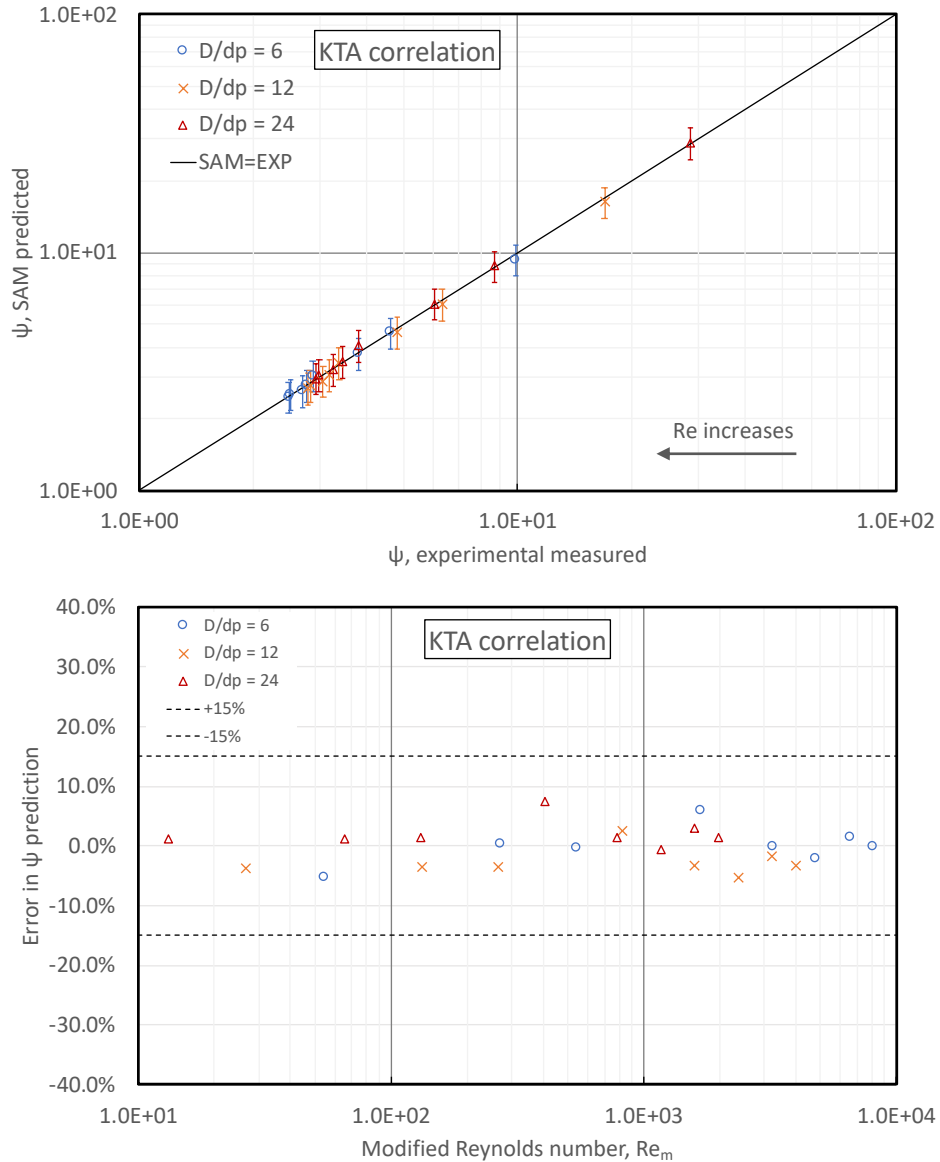 1.0E+02
KTA correlation
D/dp = 6
D/dp = 12
D/dp = 24
SAM=EXP
ψ, SAM predicted
1.0E+01
Re increases
1.0E+00
1.0E+00 1.0E+01 1.0E+02
ψ, experimental measured
40.0%
D/dp = 6
KTA correlation
D/dp = 12
30.0%
D/dp = 24
+15%
20.0%
-15%
10.0%
Error in ψ prediction
0.0%
-10.0%
-20.0%
-30.0%
-40.0%
1.0E+01 1.0E+02 1.0E+03 1.0E+04
Modified Reynolds number, Reₘ